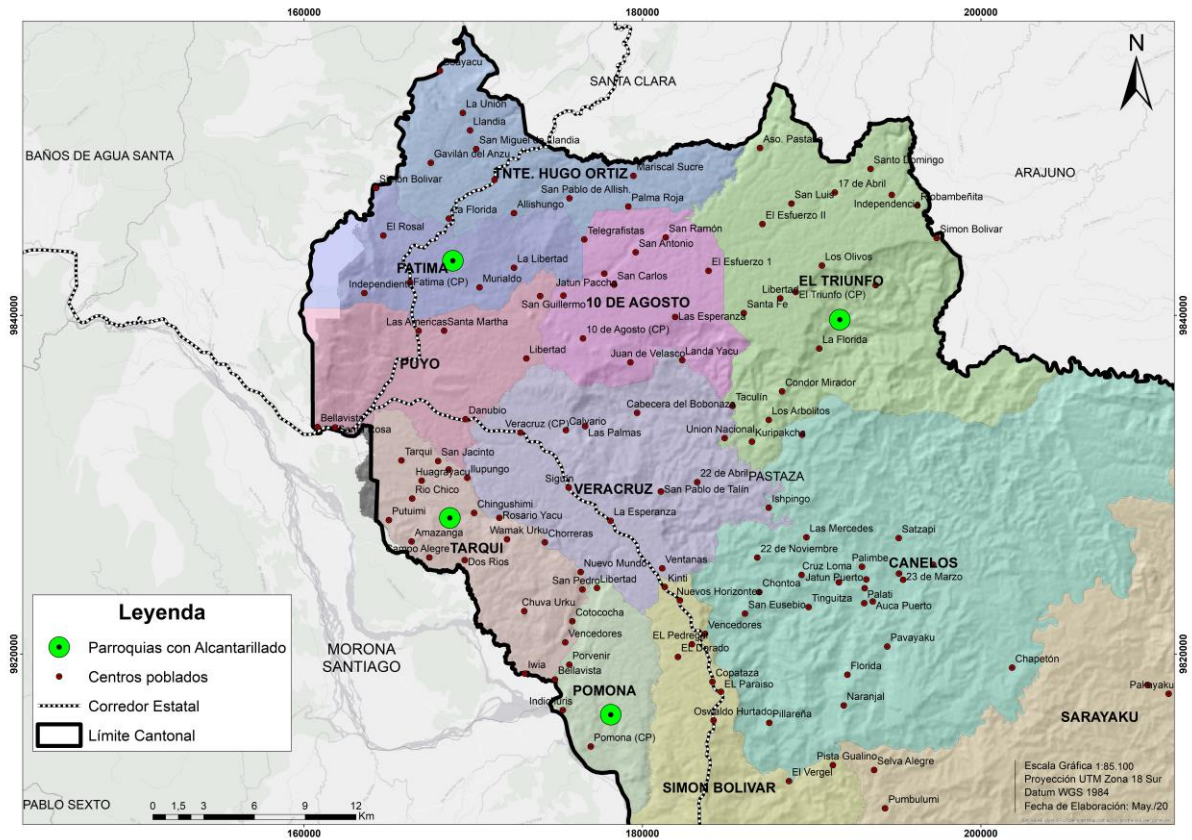 160000
180000
200000
N
SANTA CLARA
BAÑOS DE AGUA SANTA
ARAJUNO
La Unión
Llandia
San Miguel de Llandia
Gavilán del Anzu
Simón Bolivar
TNTE. HUGO ORTIZ
Mariscal Sucre
San Pablo de Allish.
Palma Roja
Allishungo
La Florida
El Rosal
Aso. Pastaza
Santo Domingo
17 de Abril
San Luis
Independencia
Riobambeñita
El Esfuerzo II
Simon Bolivar
Telegrafistas
San Ramón
San Antonio
FATIMA
Fatima (CP)
La Libertad
Murialdo
Independiente
Jatun Paccha
San Carlos
San Guillermo
El Esfuerzo 1
Los Olivos
EL TRIUNFO
Libertad
El Triunfo (CP)
Santa Fe
10 DE AGOSTO
Las Esperanza
10 de Agosto (CP)
Juan de Velasco
Landa Yacu
La Florida
9840000
9840000
Las Americas
Santa Martha
PUYO
Libertad
Condor Mirador
Taculín
Los Arbolitos
Cabecera del Bobonaza
Danubio
Bellavista
Veracruz (CP)
Calvario
Las Palmas
Union Nacional
Kuripakcha
Tarqui
San Jacinto
Huagrayacu
Ilupungo
Rio Chico
Putuimi
Chingushimi
Rosario Yacu
Amazanga
TARQUI
Wamak Urku
Chorreras
Campo Alegre
Dos Rios
Siguin
VERACRUZ
22 de Abril
San Pablo de Talín
PASTAZA
La Esperanza
Ishpingo
Las Mercedes
Satzapi
22 de Noviembre
Palimbe
CANELOS
Cruz Loma
Jatun Puerto
23 de Marzo
Chontoa
Palati
Tinguitza
Auca Puerto
San Eusebio
Ventanas
Kinti
Nuevos Horizontes
Nuevo Mundo
San Pedro
Libertad
Chuva Urku
Cotococha
Vencedores
Vencedores
EL Pedregal
EL Dorado
Pavayaku
Chapetón
Porvenir
Iwia
Bellavista
Copataza
EL Paraiso
Florida
Naranjal
POMONA
Indichuris
Oswaldo Hurtado
Pillareña
SARAYAKU
Pomona (CP)
Pista Gualino
Selva Alegre
El Vergel
SIMON BOLIVAR
Pumbulumi
9820000
9820000
MORONA
SANTIAGO
PABLO SEXTO
Leyenda
Parroquias con Alcantarillado
Centros poblados
Corredor Estatal
Límite Cantonal
0 1,5 3 6 9 12
Km
Escala Gráfica 1:85.100
Proyección UTM Zona 18 Sur
Datum WGS 1984
Fecha de Elaboración: May./20
160000
180000
200000